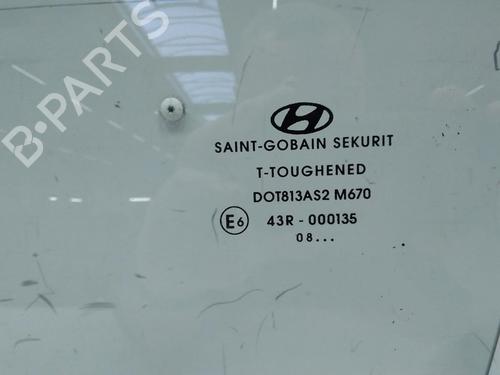 B-PARTS
SAINT-GOBAIN SEKURIT
T-TOUGHENED
DOT813AS2 M670
E6 43R - 000135
08...